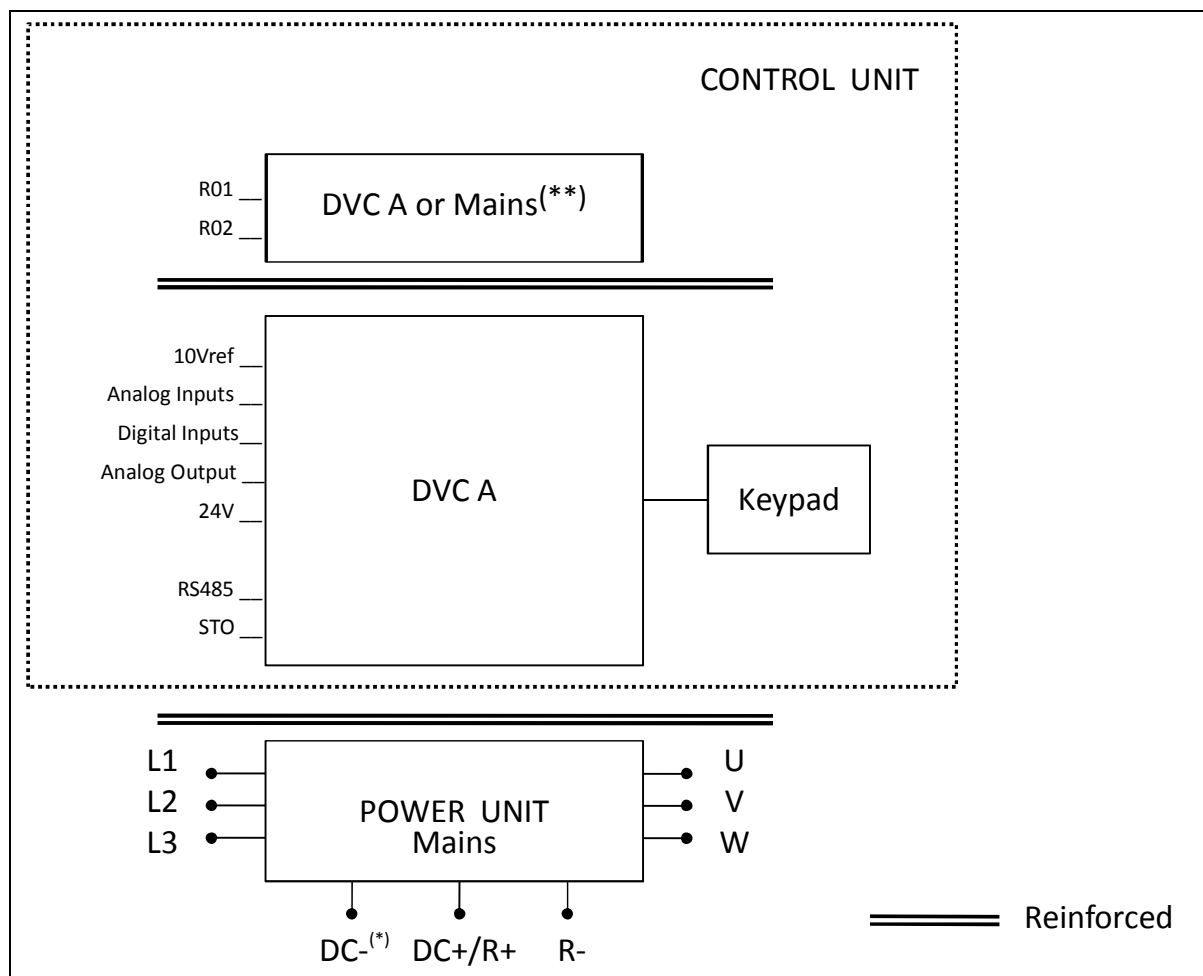 CONTROL UNIT
R01
R02
DVC A or Mains(**)
10Vref
Analog Inputs
Digital Inputs
Analog Output
24V
RS485
STO
DVC A
Keypad
L1
L2
L3
POWER UNIT
Mains
U
V
W
DC-(*)
DC+/R+
R-
Reinforced